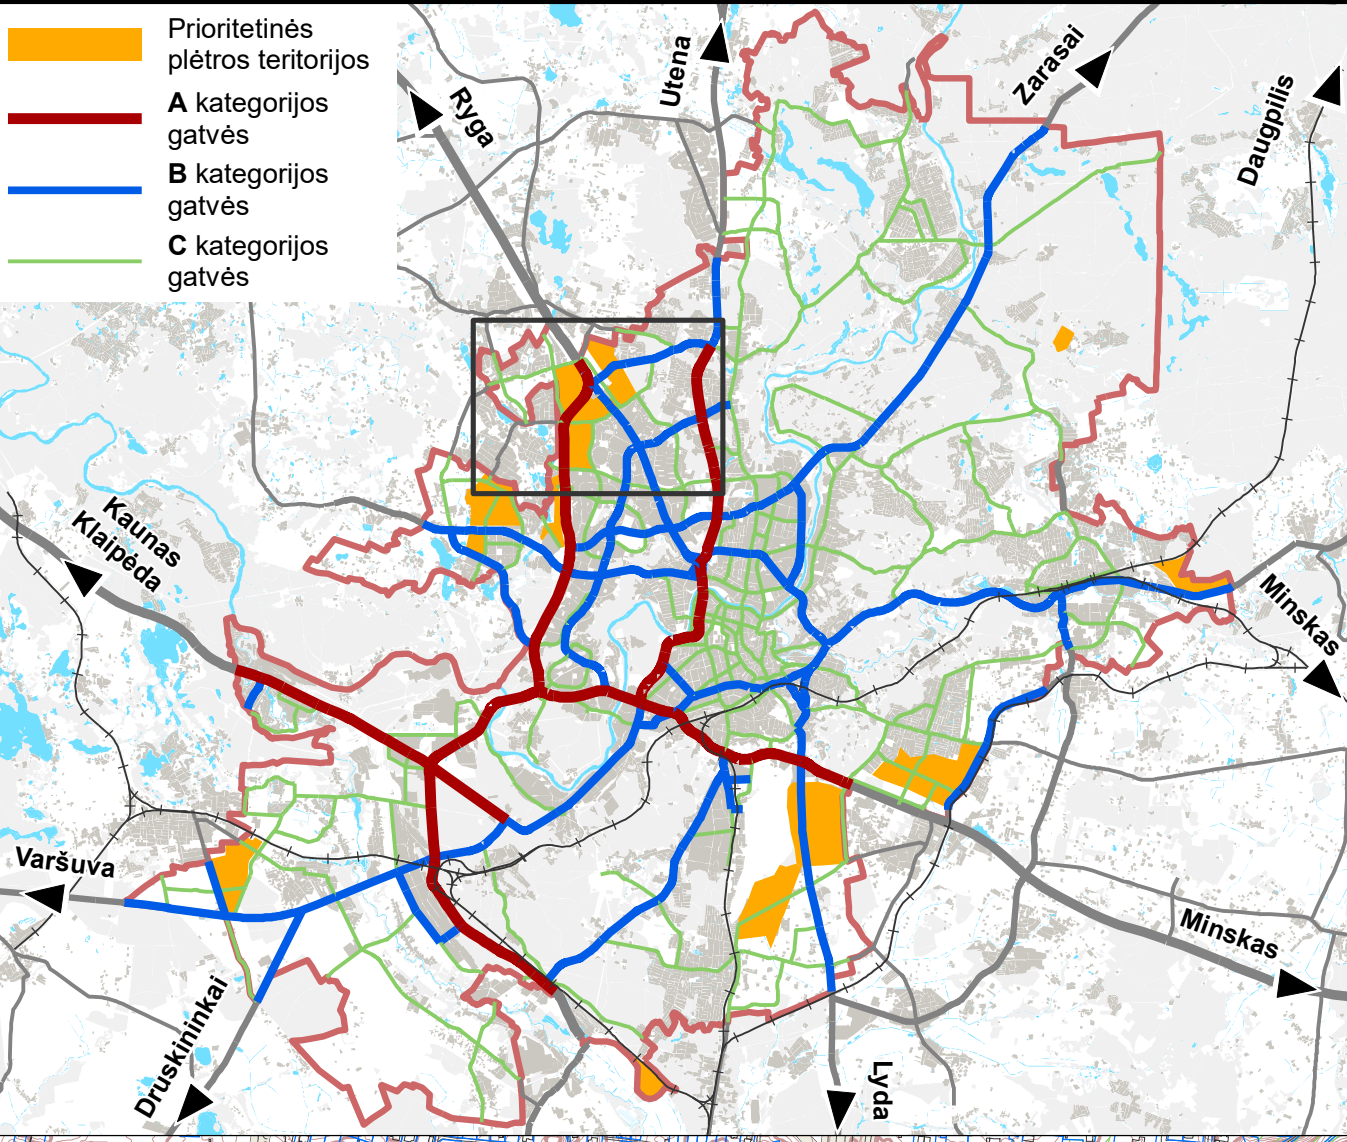 Prioritetinės
plėtros teritorijos
A kategorijos
gatvės
B kategorijos
gatvės
C kategorijos
gatvės
Ryga
Utena
Zarasai
Daugpilis
Kaunas
Klaipėda
Minskas
Varšuva
Minskas
Druskininkai
Lyda